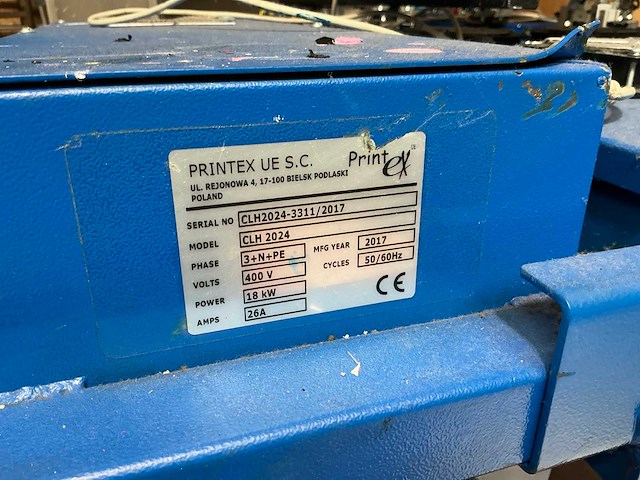 PRINTEX UE S.C. Printex
UL. REJONOWA 4, 17-100 BIELSK PODLASKI
POLAND
SERIAL NO CLH2024-3311/2017
MODEL CLH 2024
PHASE 3+N+PE MFG YEAR 2017
VOLTS 400 V CYCLES 50/60Hz
POWER 18 kW
AMPS 26A
CE